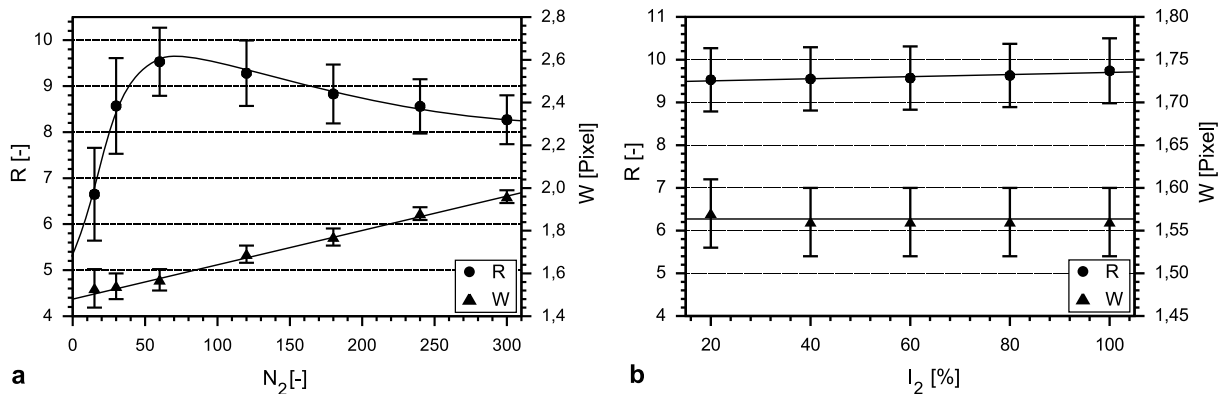 10
9
8
7
6
5
4
R [-]
2,8
2,6
2,4
2,2
2,0
1,8
1,6
1,4
W [Pixel]
R
W
0 50 100 150 200 250 300
N2[-]
a
11
10
9
8
7
6
5
4
R [-]
1,80
1,75
1,70
1,65
1,60
1,55
1,50
1,45
W [Pixel]
R
W
20 40 60 80 100
I2 [%]
b